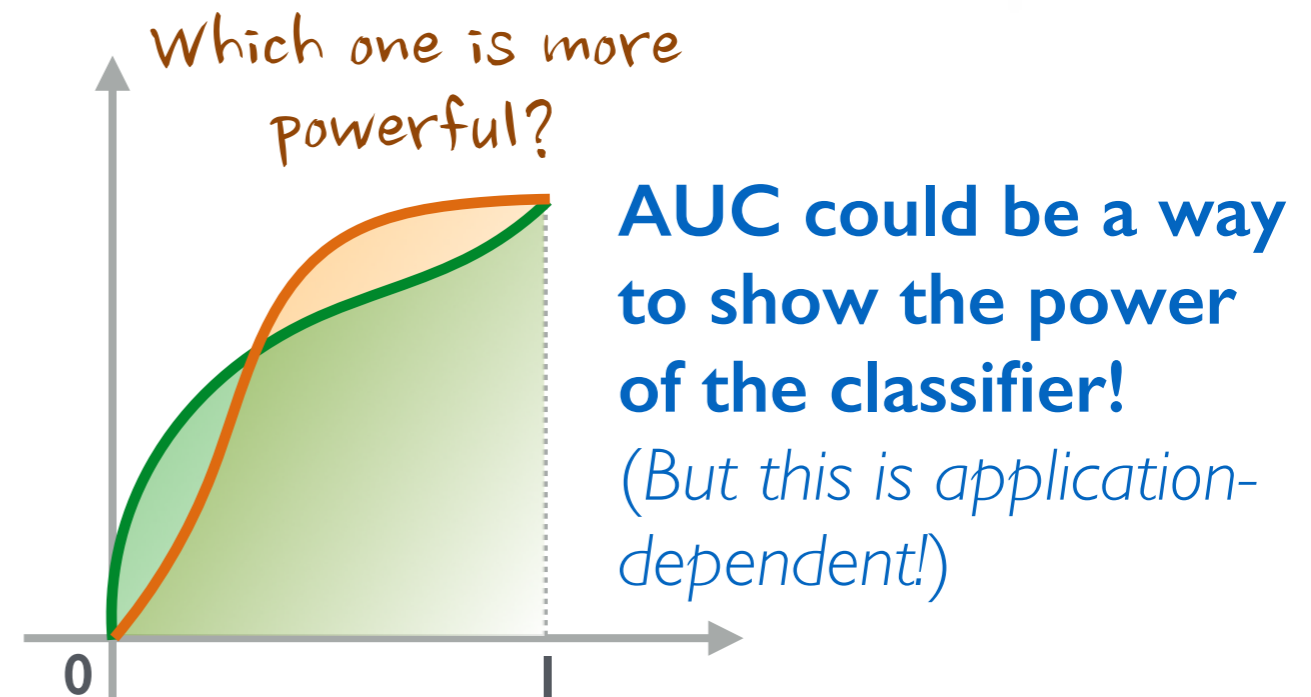 Which one is more
powerful?
AUC could be a way
to show the power
of the classifier!
(But this is application-
dependent!)
0
1